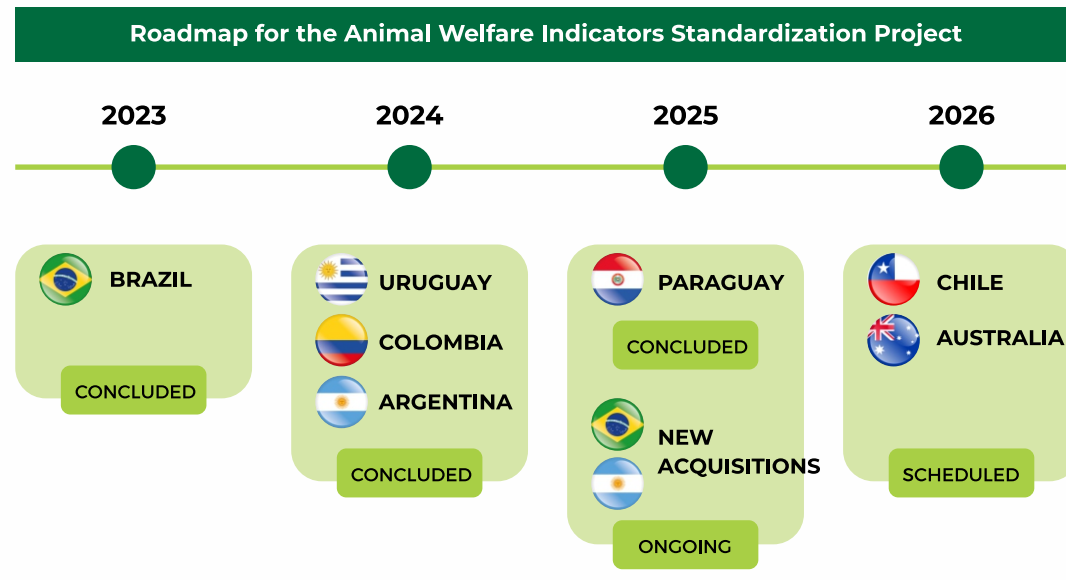 Roadmap for the Animal Welfare Indicators Standardization Project
2023
2024
2025
2026
BRAZIL
CONCLUDED
URUGUAY
COLOMBIA
ARGENTINA
CONCLUDED
PARAGUAY
CONCLUDED
NEW
ACQUISITIONS
ONGOING
CHILE
AUSTRALIA
SCHEDULED